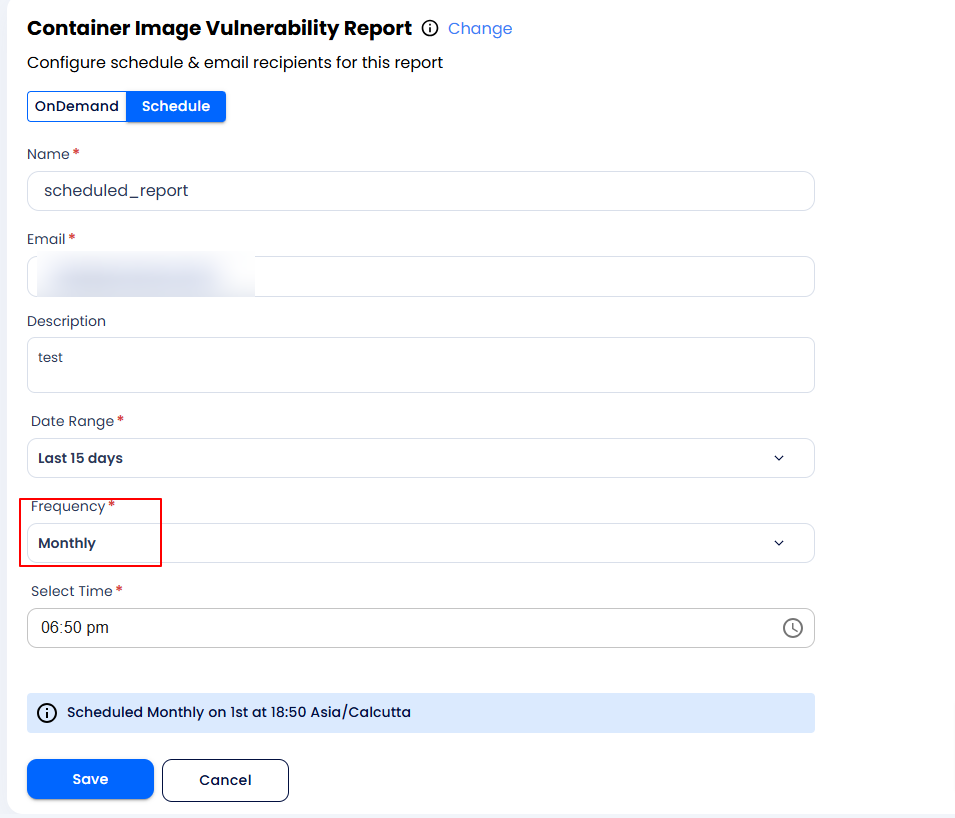 Container Image Vulnerability Report Change
Configure schedule & email recipients for this report
OnDemand Schedule
Name *
scheduled_report
Email *
Description
test
Date Range *
Last 15 days
Frequency *
Monthly
Select Time *
06:50 pm
Scheduled Monthly on 1st at 18:50 Asia/Calcutta
Save Cancel